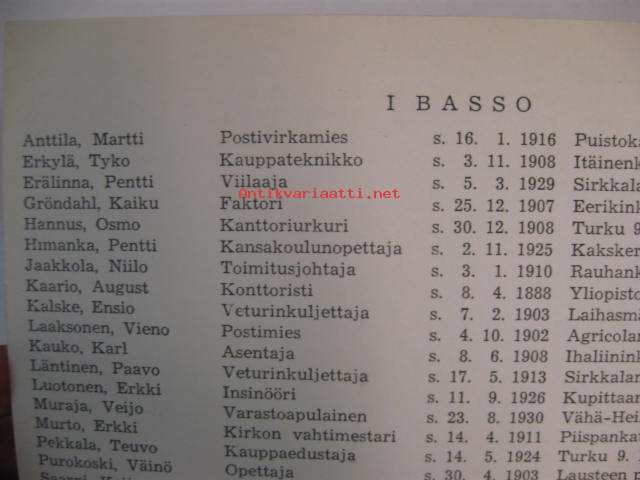 I BASSO
Anttila, Martti Postivirkamies s. 16. 1. 1916 Puistoka
Erkylä, Tyko Kauppateknikko s. 3. 11. 1908 Itäinenk
Erälinna, Pentti Viilaaja s. 5. 3. 1929 Sirkkala
Antikvariaatti.net
Gröndahl, Kaiku Faktori s. 25. 12. 1907 Eerikink
Hannus, Osmo Kanttoriurkuri s. 30. 12. 1908 Turku 9.
Himanka, Pentti Kansakoulunopettaja s. 2. 11. 1925 Kaksker
Jaakkola, Niilo Toimitusjohtaja s. 3. 1. 1910 Rauhank
Kaario, August Konttoristi s. 8. 4. 1888 Yliopisto
Kalske, Ensio Veturinkuljettaja s. 7. 2. 1903 Laihasmä
Laaksonen, Vieno Postimies s. 4. 10. 1902 Agricolan
Kauko, Karl Asentaja s. 8. 6. 1908 Ihaliinink
Läntinen, Paavo Veturinkuljettaja s. 17. 5. 1913 Sirkkalan
Luotonen, Erkki Insinööri s. 11. 9. 1926 Kupittaan
Muraja, Veijo Varastoapulainen s. 23. 8. 1930 Vähä-Hei
Murto, Erkki Kirkon vahtimestari s. 14. 4. 1911 Piispanka
Pekkala, Teuvo Kauppaedustaja s. 14. 5. 1924 Turku 9.
Purokoski, Väinö Opettaja s. 30. 4. 1903 Lausteen